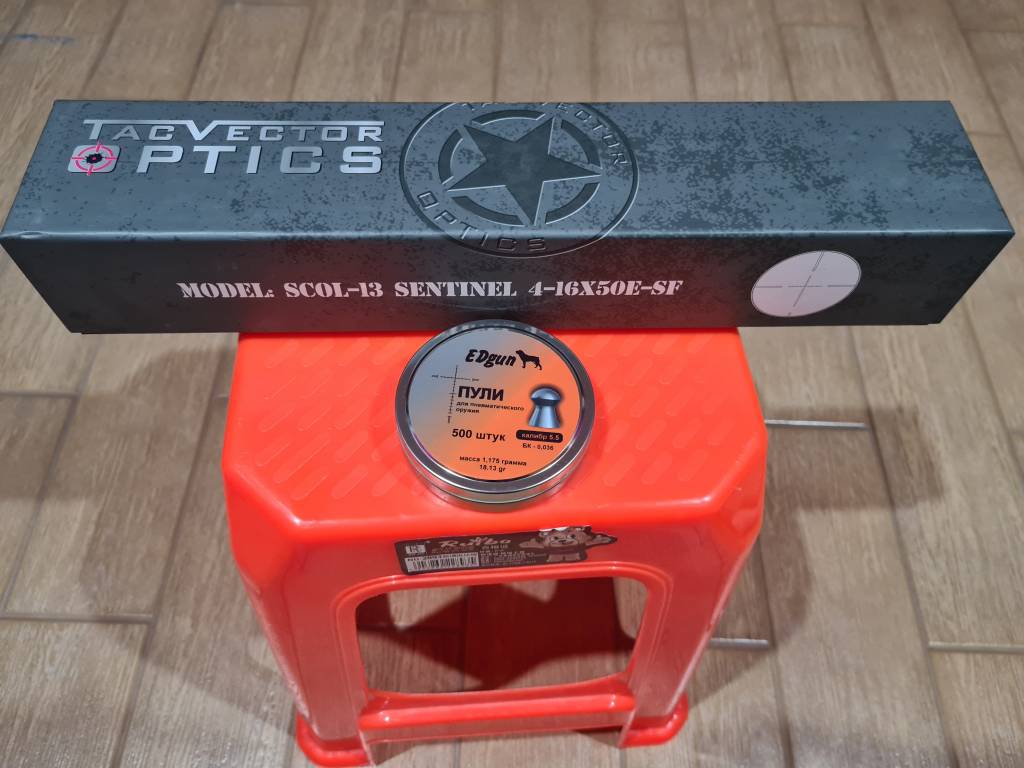 TACVECTOR
OPTICS
TACVECTOR
OPTICS
MODEL: SCOL-13 SENTINEL 4-16X50E-SF
EDgun
ПУЛИ
для пневматического
оружия
500 штук
калибр 5.5
БК - 0,036
масса 1,175 грамма
18.13 gr